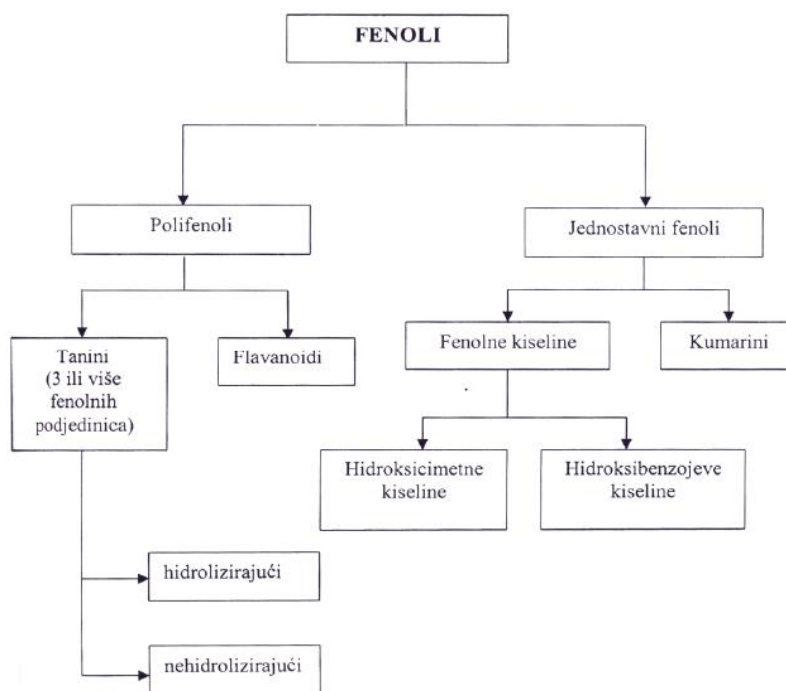 FENOLI
Polifenoli
Jednostavni fenoli
Tanini
(3 ili više
fenolnih
podjedinica)
Flavanoidi
Fenolne kiseline
Kumarini
Hidroksicimetne
kiseline
Hidroksibenzojeve
kiseline
hidrolizirajući
nehidrolizirajući